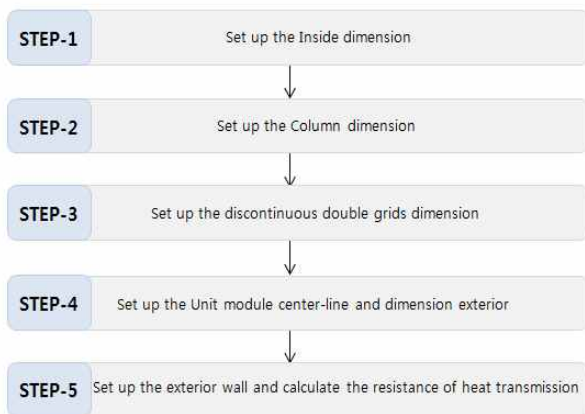 STEP-1 Set up the Inside dimension
STEP-2 Set up the Column dimension
STEP-3 Set up the discontinuous double grids dimension
STEP-4 Set up the Unit module center-line and dimension exterior
STEP-5 Set up the exterior wall and calculate the resistance of heat transmission